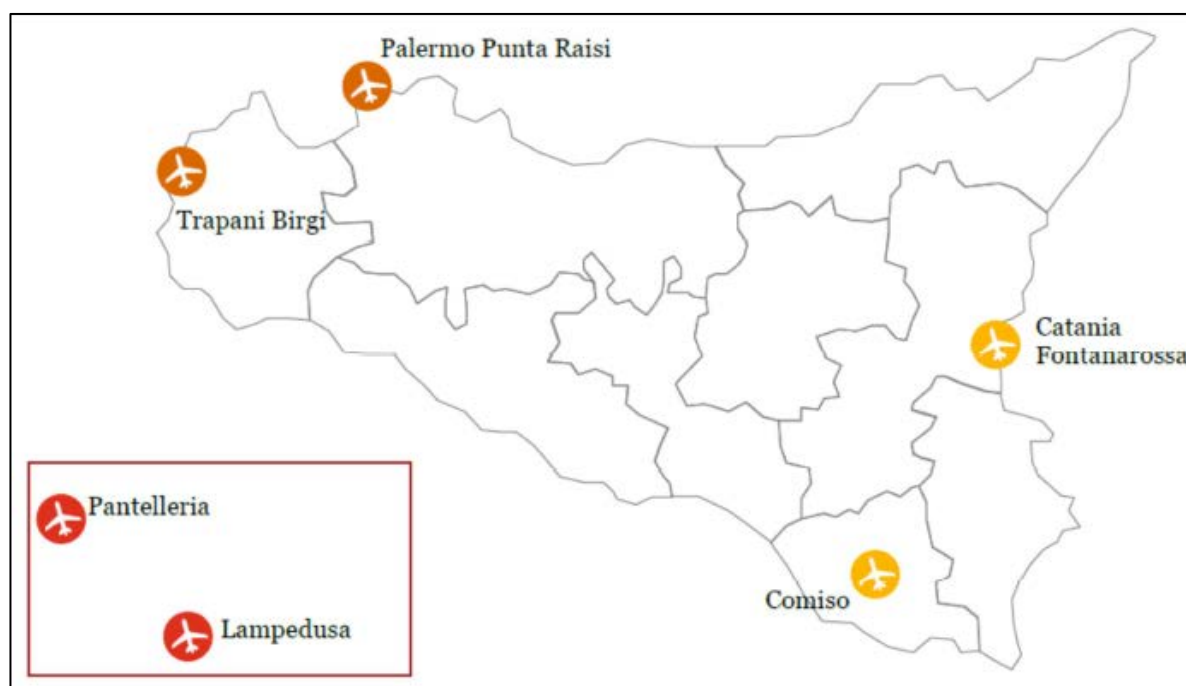 Palermo Punta Raisi
Trapani Birgi
Catania
Fontanarossa
Pantelleria
Comiso
Lampedusa